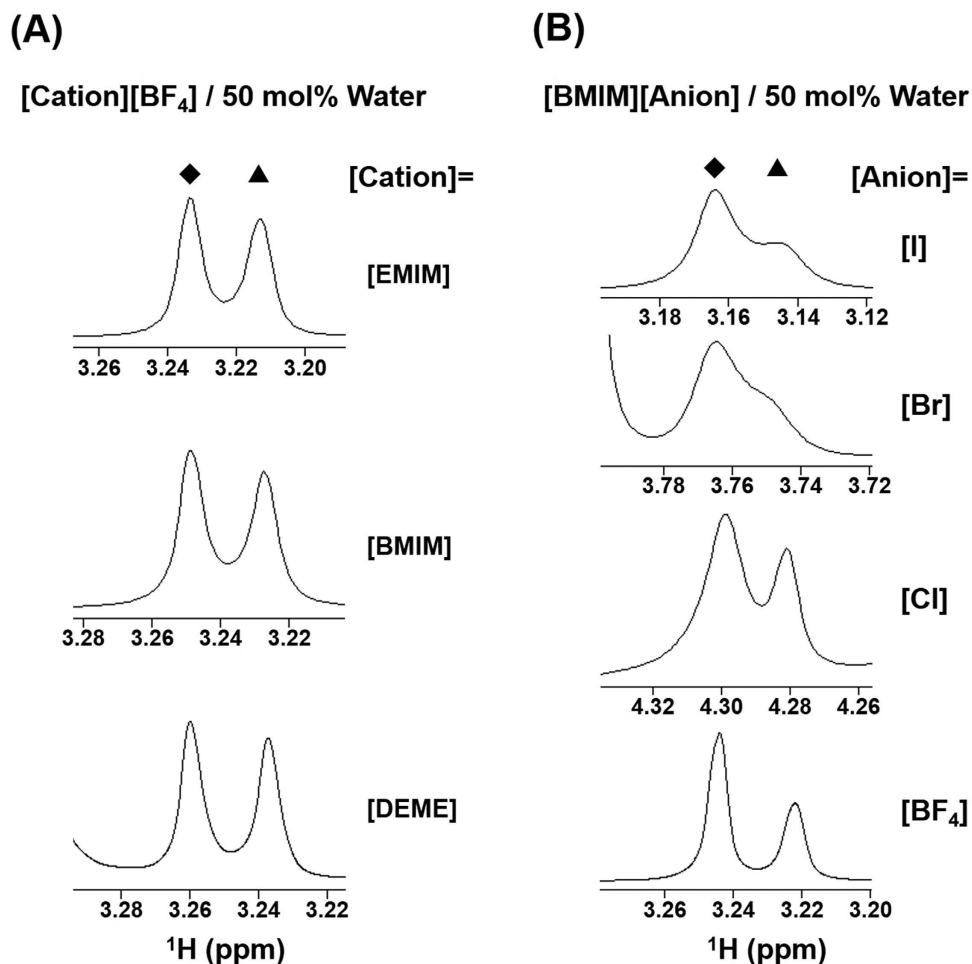 (A)
[Cation][BF₄] / 50 mol% Water
◆ ▲ [Cation]=
[EMIM]
3.26 3.24 3.22 3.20
[BMIM]
3.28 3.26 3.24 3.22
[DEME]
3.28 3.26 3.24 3.22
¹H (ppm)
(B)
[BMIM][Anion] / 50 mol% Water
◆ ▲ [Anion]=
[I]
3.18 3.16 3.14 3.12
[Br]
3.78 3.76 3.74 3.72
[Cl]
4.32 4.30 4.28 4.26
[BF₄]
3.26 3.24 3.22 3.20
¹H (ppm)